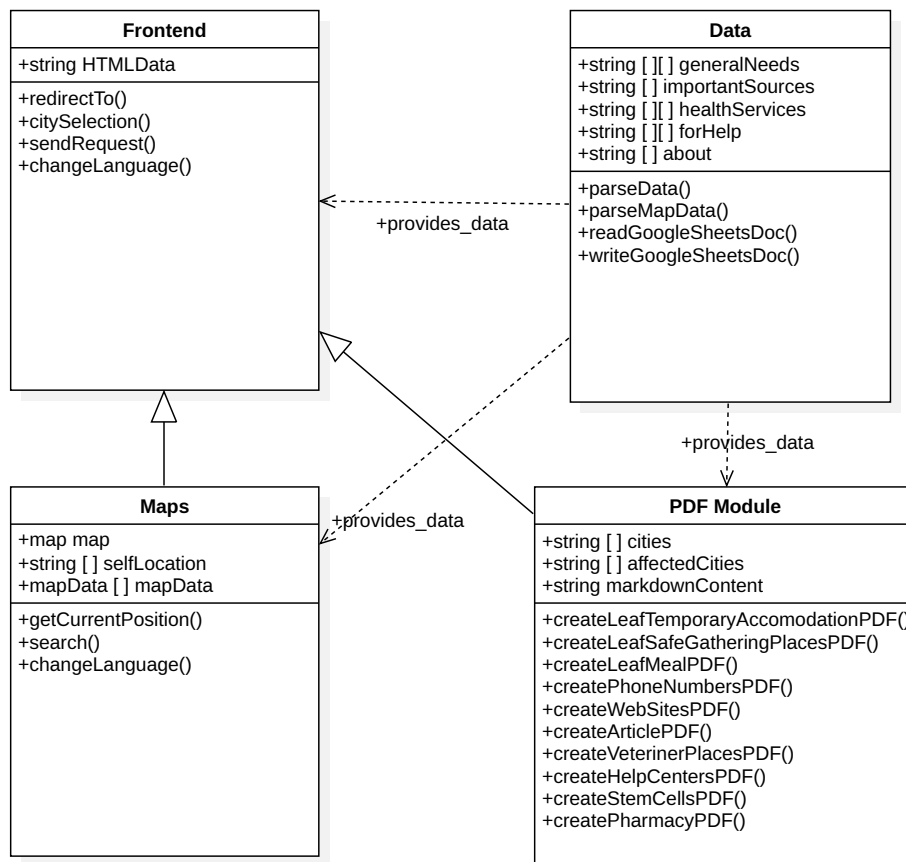 Frontend
+string HTMLData
+redirectTo()
+citySelection()
+sendRequest()
+changeLanguage()
Data
+string [ ][ ] generalNeeds
+string [ ] importantSources
+string [ ][ ] healthServices
+string [ ][ ] forHelp
+string [ ] about
+parseData()
+parseMapData()
+readGoogleSheetsDoc()
+writeGoogleSheetsDoc()
+provides_data
+provides_data
+provides_data
Maps
+map map
+string [ ] selfLocation
+mapData [ ] mapData
+getCurrentPosition()
+search()
+changeLanguage()
PDF Module
+string [ ] cities
+string [ ] affectedCities
+string markdownContent
+createLeafTemporaryAccomodationPDF()
+createLeafSafeGatheringPlacesPDF()
+createLeafMealPDF()
+createPhoneNumbersPDF()
+createWebSitesPDF()
+createArticlePDF()
+createVeterinerPlacesPDF()
+createHelpCentersPDF()
+createStemCellsPDF()
+createPharmacyPDF()